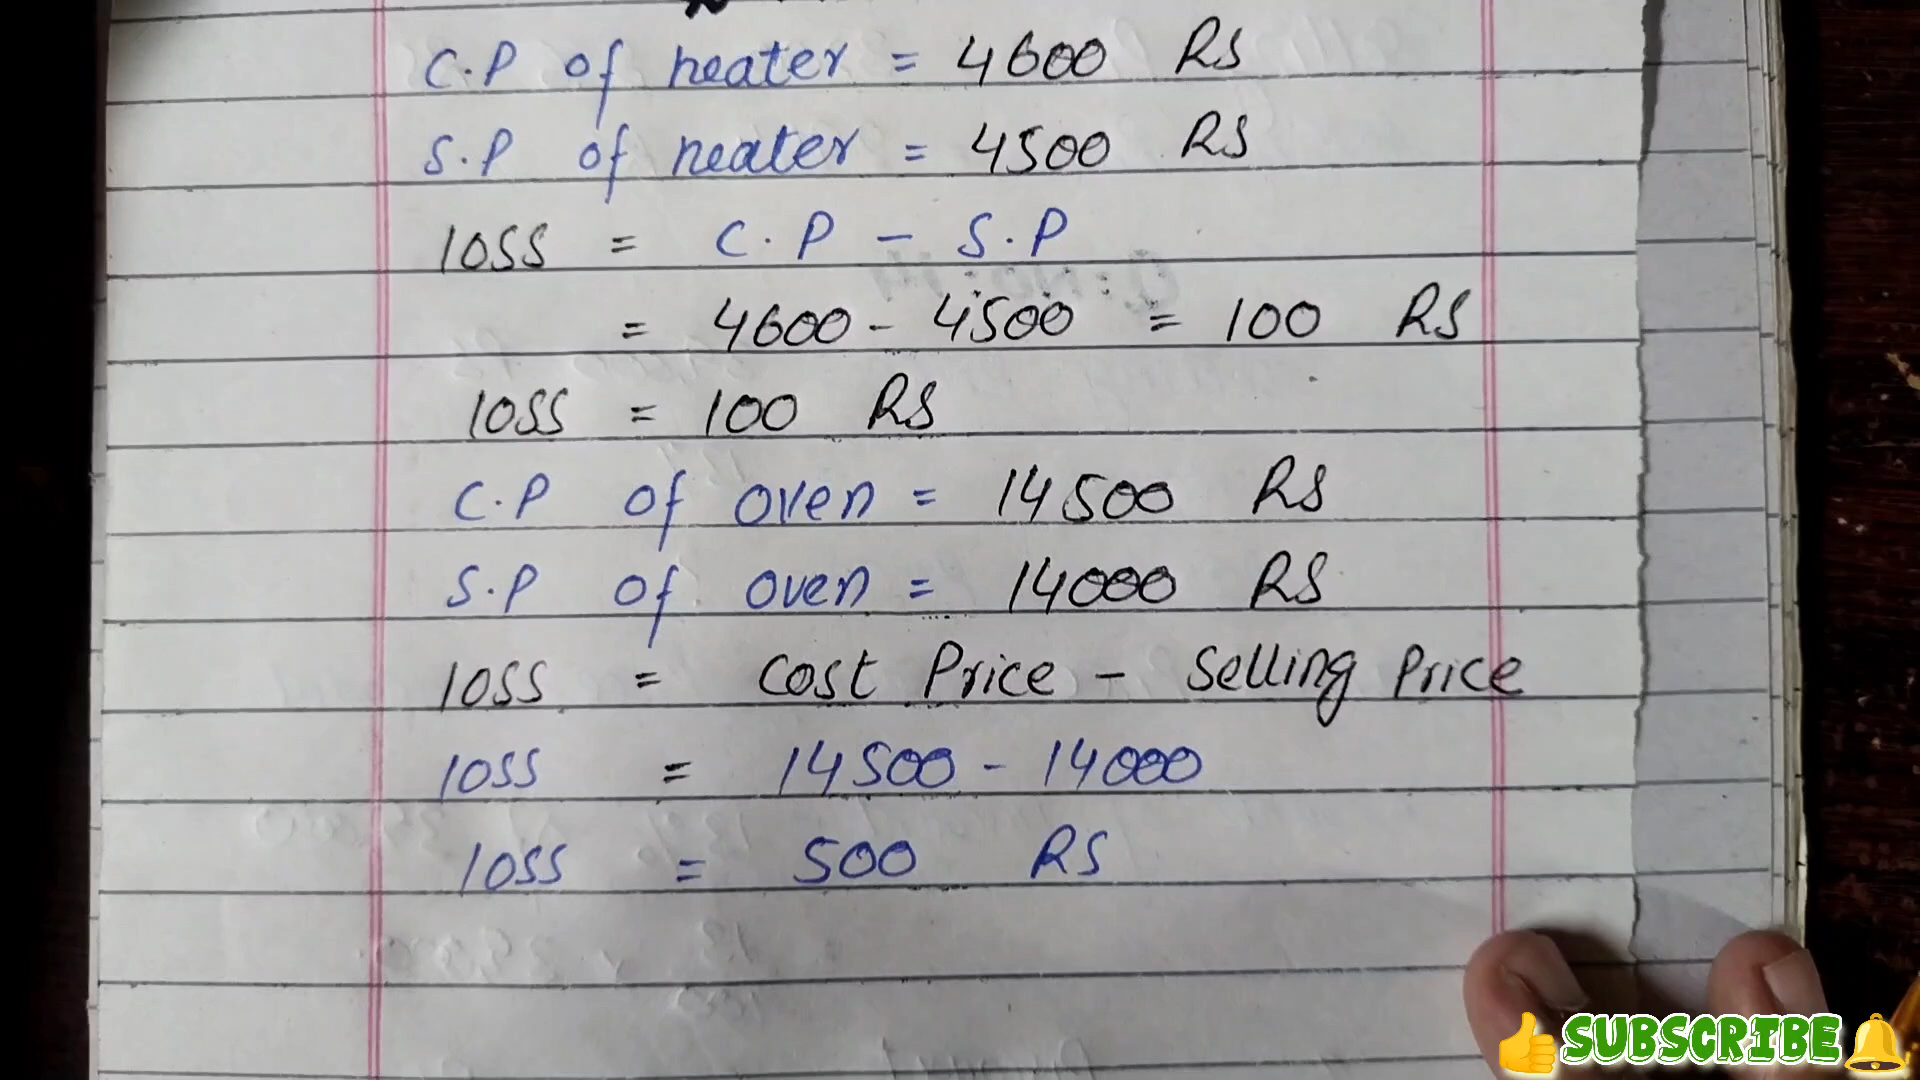 C.P of heater = 4600 RS
S.P of heater = 4500 RS
loss = C.P - S.P
= 4600 - 4500 = 100 RS
loss = 100 RS
C.P of oven = 14500 RS
S.P of oven = 14000 RS
loss = Cost Price - Selling Price
loss = 14500 - 14000
loss = 500 RS
SUBSCRIBE